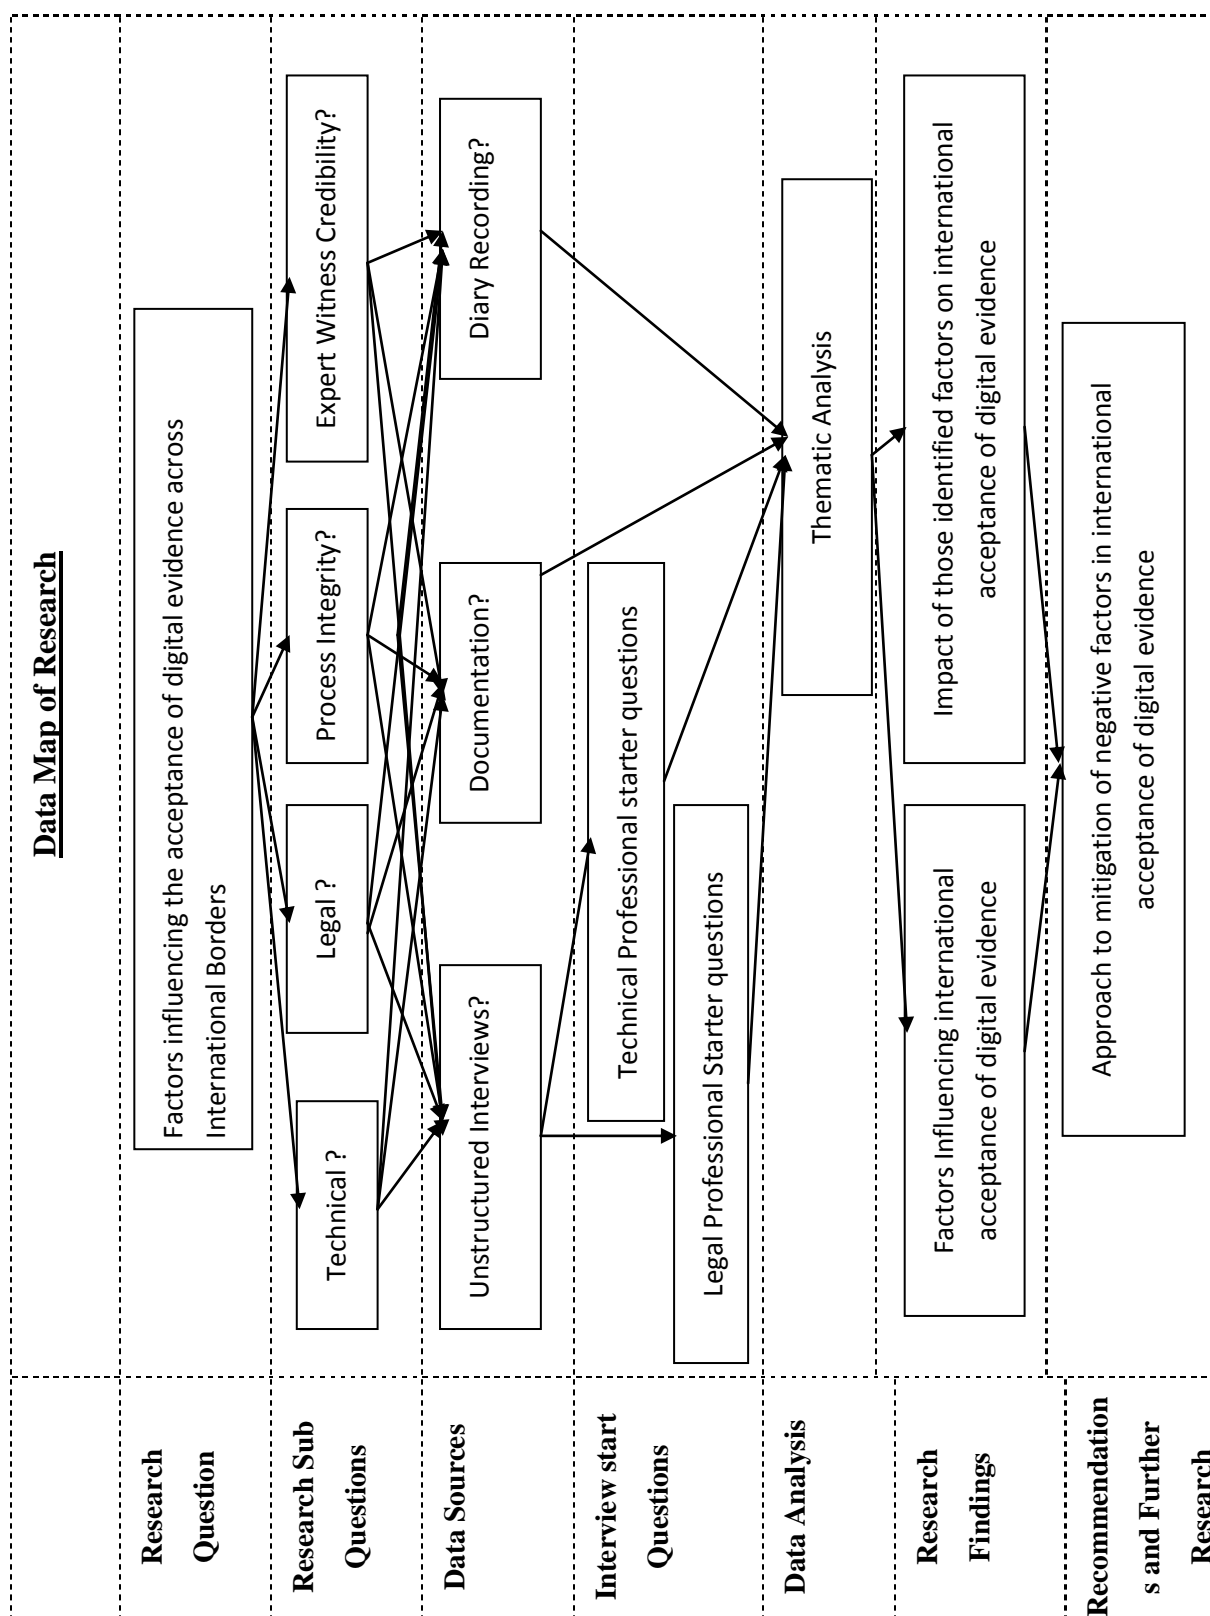 Data Map of Research
Research
Question
Factors influencing the acceptance of digital evidence across
International Borders
Research Sub
Questions
Technical ?
Legal ?
Process Integrity?
Expert Witness Credibility?
Data Sources
Unstructured Interviews?
Documentation?
Diary Recording?
Interview start
Questions
Technical Professional starter questions
Legal Professional Starter questions
Data Analysis
Thematic Analysis
Research
Findings
Factors Influencing international
acceptance of digital evidence
Impact of those identified factors on international
acceptance of digital evidence
Recommendation
s and Further
Research
Approach to mitigation of negative factors in international
acceptance of digital evidence